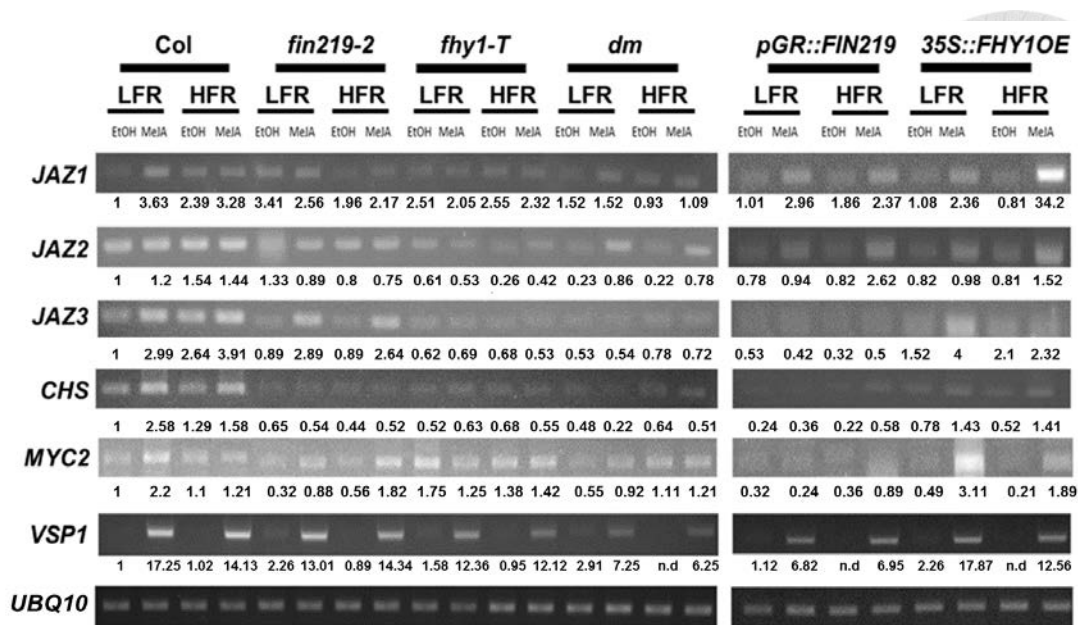 Col fin219-2 fhy1-T dm pGR::FIN219 35S::FHY1OE
LFR HFR LFR HFR LFR HFR LFR HFR LFR HFR LFR HFR
EtOH MeJA EtOH MeJA EtOH MeJA EtOH MeJA EtOH MeJA EtOH MeJA EtOH MeJA EtOH MeJA EtOH MeJA EtOH MeJA EtOH MeJA EtOH MeJA
JAZ1
1 3.63 2.39 3.28 3.41 2.56 1.96 2.17 2.51 2.05 2.55 2.32 1.52 1.52 0.93 1.09 1.01 2.96 1.86 2.37 1.08 2.36 0.81 34.2
JAZ2
1 1.2 1.54 1.44 1.33 0.89 0.8 0.75 0.61 0.53 0.26 0.42 0.23 0.86 0.22 0.78 0.78 0.94 0.82 2.62 0.82 0.98 0.81 1.52
JAZ3
1 2.99 2.64 3.91 0.89 2.89 0.89 2.64 0.62 0.69 0.68 0.53 0.53 0.54 0.78 0.72 0.53 0.42 0.32 0.5 1.52 4 2.1 2.32
CHS
1 2.58 1.29 1.58 0.65 0.54 0.44 0.52 0.52 0.63 0.68 0.55 0.48 0.22 0.64 0.51 0.24 0.36 0.22 0.58 0.78 1.43 0.52 1.41
MYC2
1 2.2 1.1 1.21 0.32 0.88 0.56 1.82 1.75 1.25 1.38 1.42 0.55 0.92 1.11 1.21 0.32 0.24 0.36 0.89 0.49 3.11 0.21 1.89
VSP1
1 17.25 1.02 14.13 2.26 13.01 0.89 14.34 1.58 12.36 0.95 12.12 2.91 7.25 n.d 6.25 1.12 6.82 n.d 6.95 2.26 17.87 n.d 12.56
UBQ10